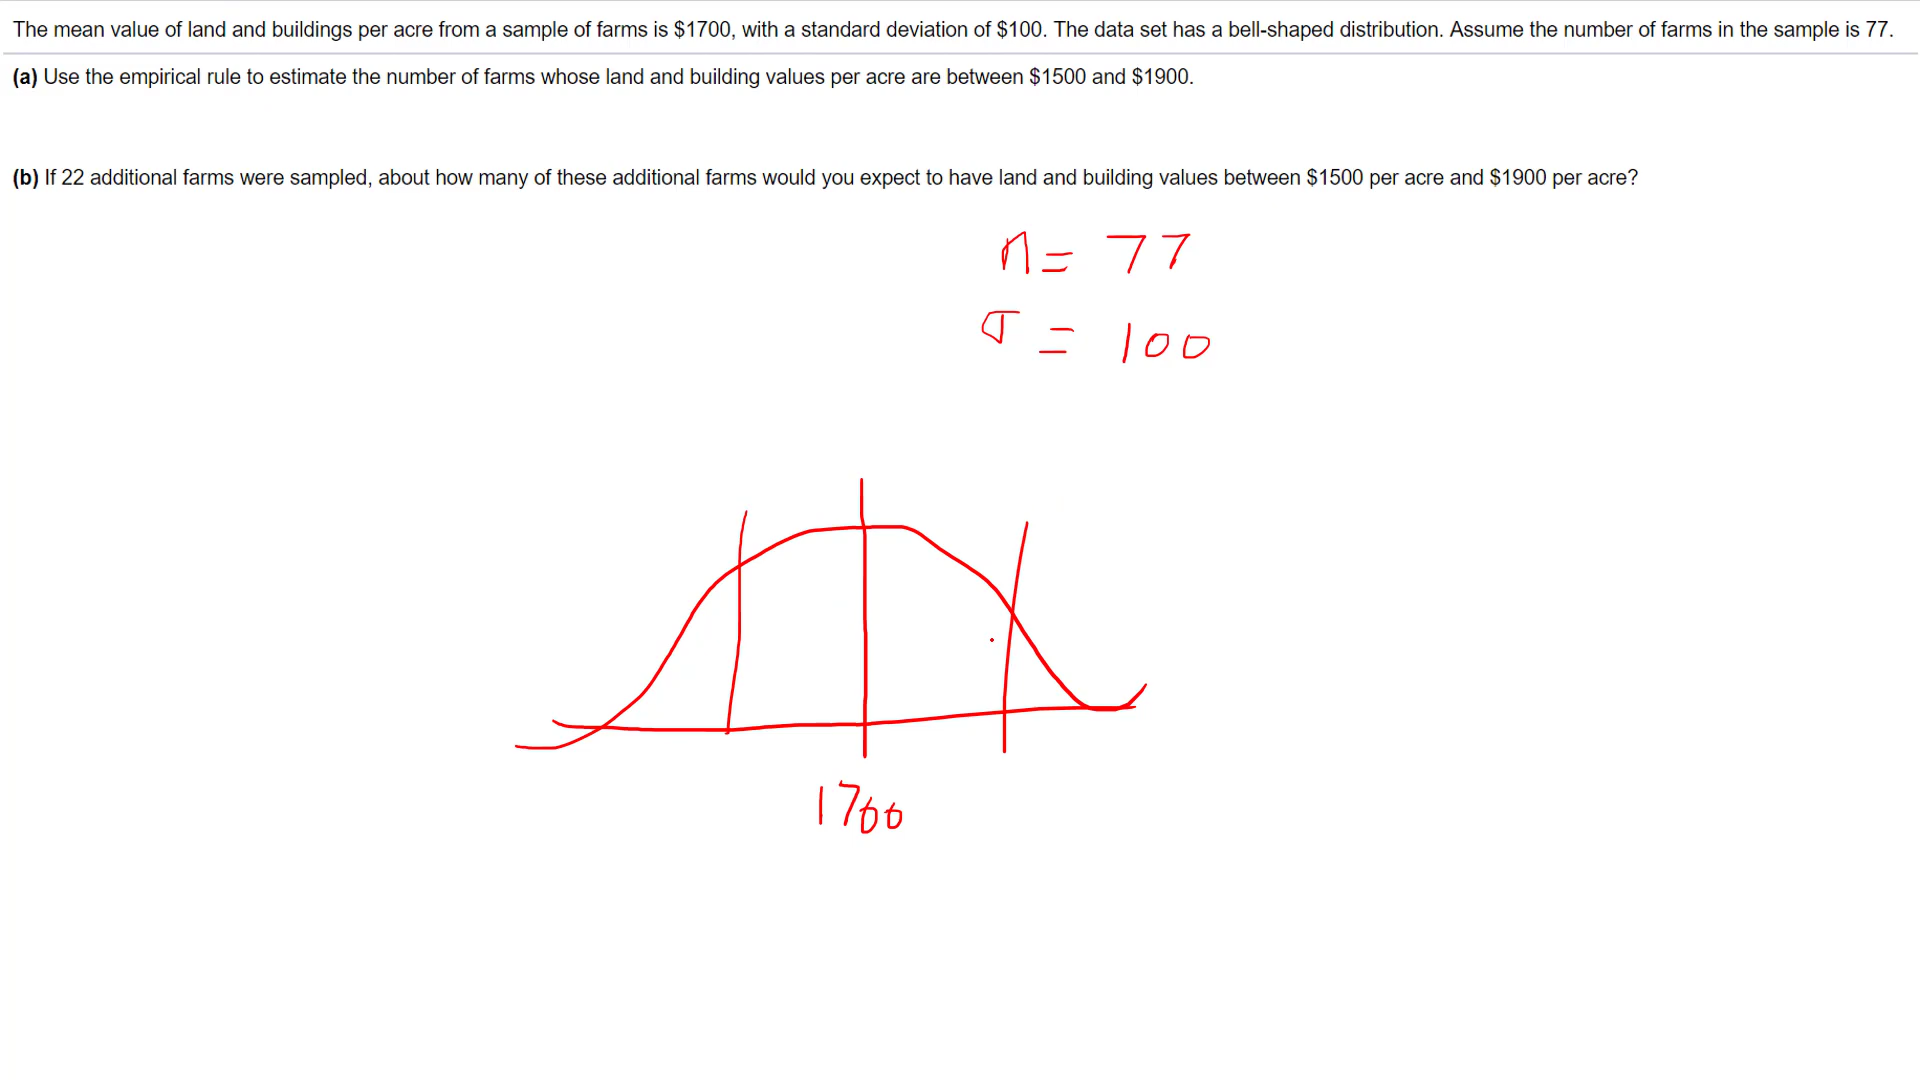 The mean value of land and buildings per acre from a sample of farms is $1700, with a standard deviation of $100. The data set has a bell-shaped distribution. Assume the number of farms in the sample is 77.
(a) Use the empirical rule to estimate the number of farms whose land and building values per acre are between $1500 and $1900.
(b) If 22 additional farms were sampled, about how many of these additional farms would you expect to have land and building values between $1500 per acre and $1900 per acre?
n = 77
σ = 100
1700